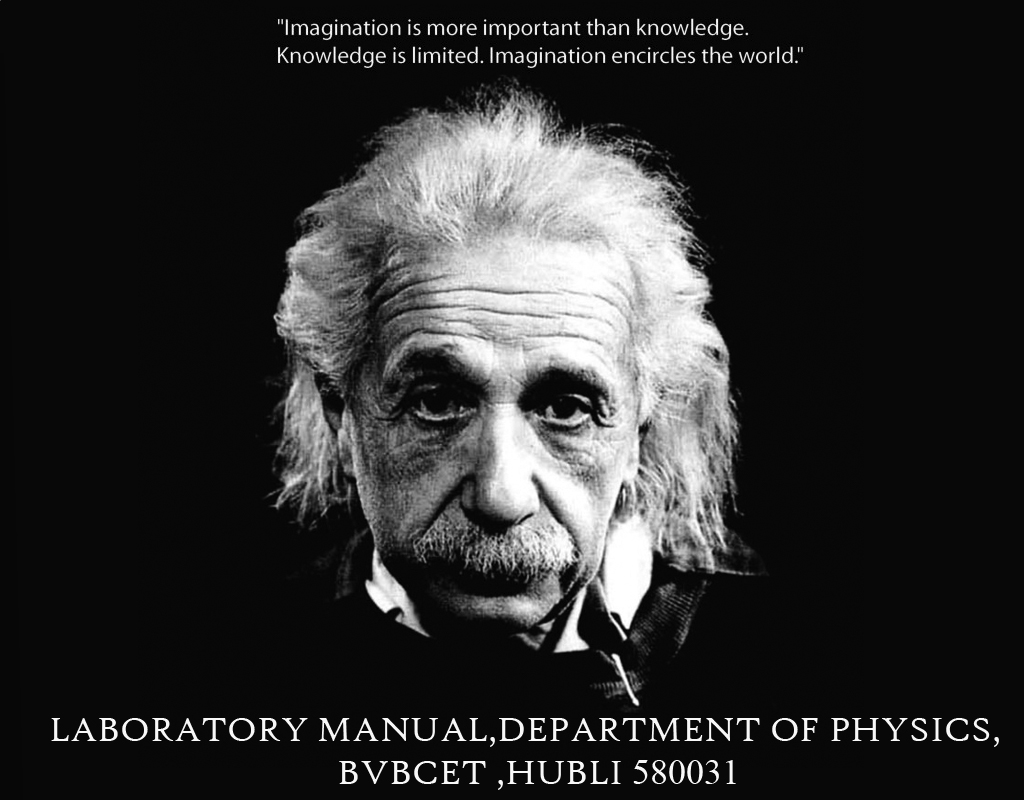 "Imagination is more important than knowledge.
Knowledge is limited. Imagination encircles the world."
LABORATORY MANUAL,DEPARTMENT OF PHYSICS,
BVBCET ,HUBLI 580031